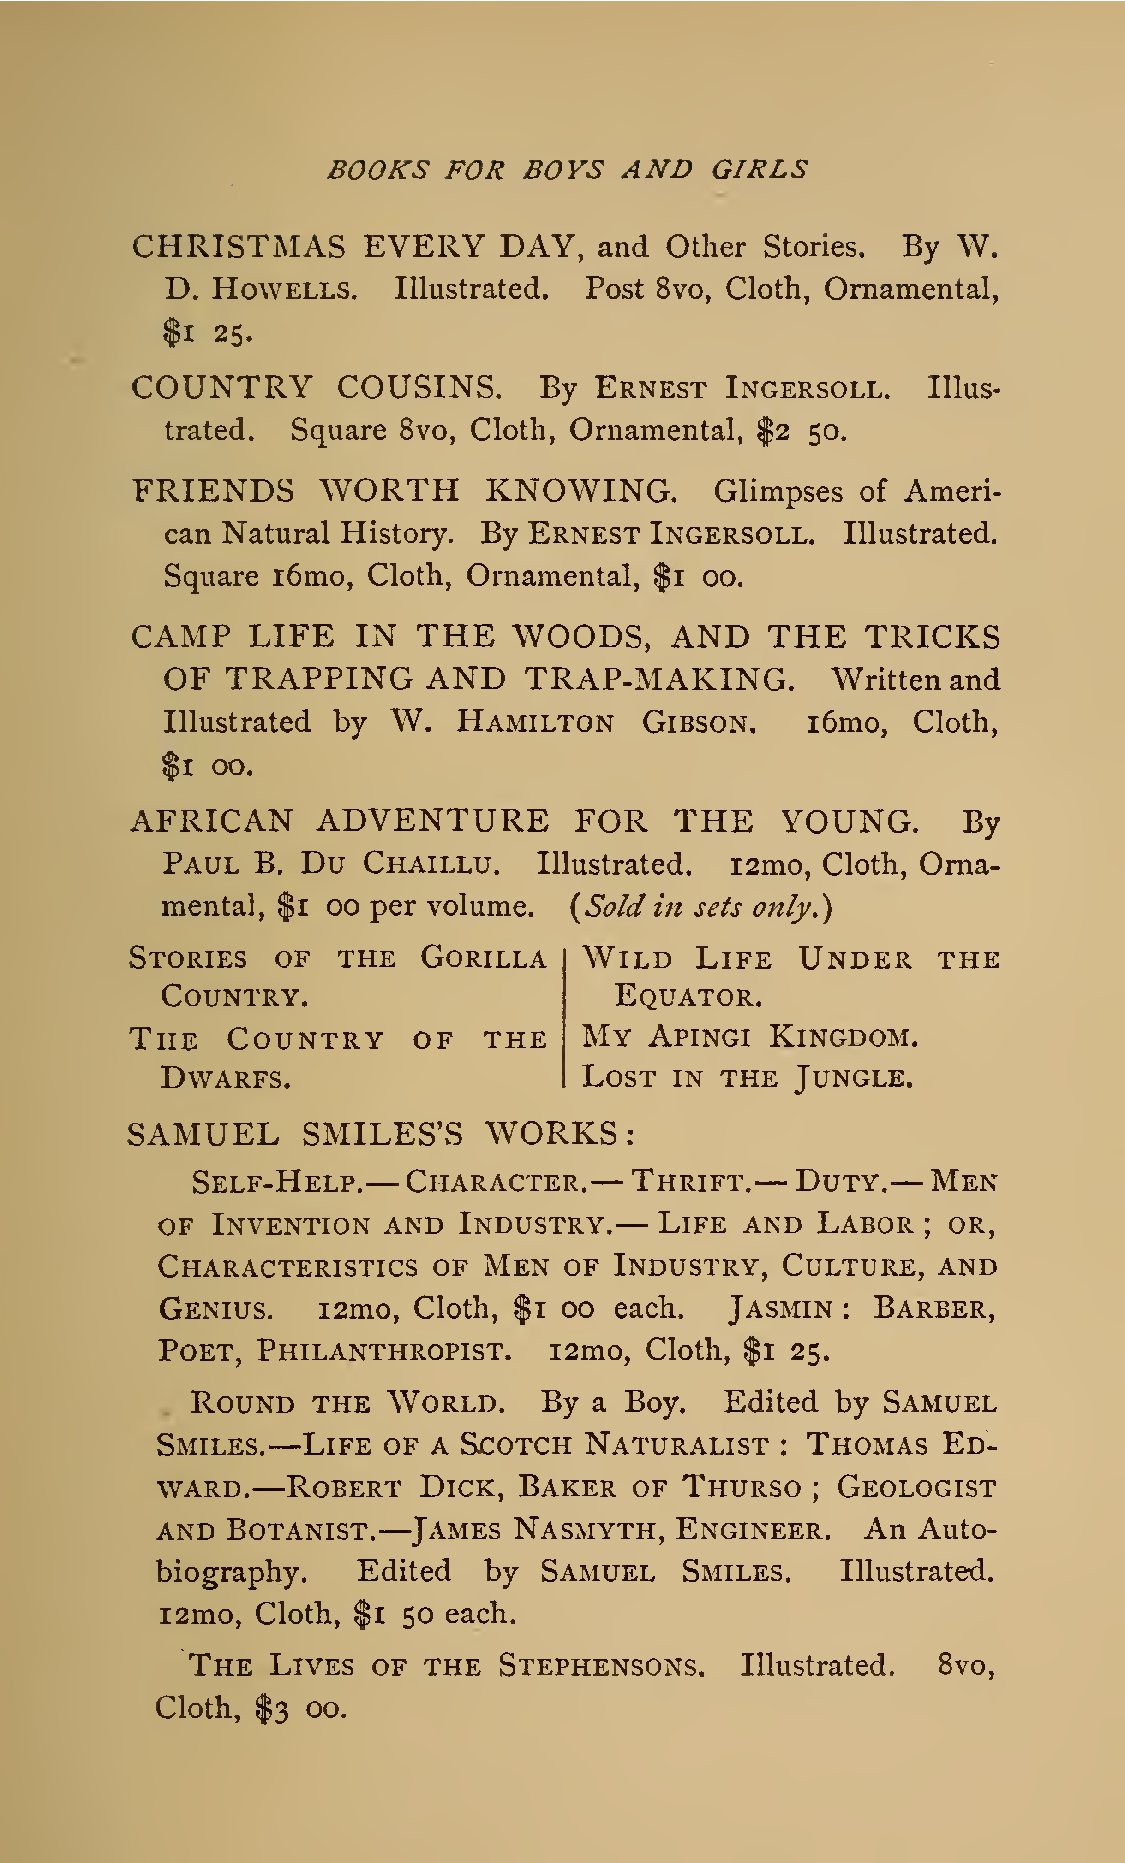 BOOKS FOR BOYS AND GIRLS
CHRISTMAS EVERY DAY, and Other Stories. By W.
D. HOWELLS. Illustrated. Post 8vo, Cloth, Ornamental,
$1 25.
COUNTRY COUSINS. By ERNEST INGERSOLL. Illus-
trated. Square 8vo, Cloth, Ornamental, $2 50.
FRIENDS WORTH KNOWING. Glimpses of Ameri-
can Natural History. By ERNEST INGERSOLL. Illustrated.
Square 16mo, Cloth, Ornamental, $1 00.
CAMP LIFE IN THE WOODS, AND THE TRICKS
OF TRAPPING AND TRAP-MAKING. Written and
Illustrated by W. HAMILTON GIBSON. 16mo, Cloth,
$1 00.
AFRICAN ADVENTURE FOR THE YOUNG. By
PAUL B. DU CHAILLU. Illustrated. 12mo, Cloth, Orna-
mental, $1 00 per volume. (Sold in sets only.)
STORIES OF THE GORILLA
COUNTRY.
THE COUNTRY OF THE
DWARFS.
WILD LIFE UNDER THE
EQUATOR.
MY APINGI KINGDOM.
LOST IN THE JUNGLE.
SAMUEL SMILES'S WORKS:
SELF-HELP.—CHARACTER.—THRIFT.—DUTY.—MEN
OF INVENTION AND INDUSTRY.—LIFE AND LABOR; OR,
CHARACTERISTICS OF MEN OF INDUSTRY, CULTURE, AND
GENIUS. 12mo, Cloth, $1 00 each. JASMIN: BARBER,
POET, PHILANTHROPIST. 12mo, Cloth, $1 25.
ROUND THE WORLD. By a Boy. Edited by SAMUEL
SMILES.—LIFE OF A SCOTCH NATURALIST: THOMAS ED-
WARD.—ROBERT DICK, BAKER OF THURSO; GEOLOGIST
AND BOTANIST.—JAMES NASMYTH, ENGINEER. An Auto-
biography. Edited by SAMUEL SMILES. Illustrated.
12mo, Cloth, $1 50 each.
THE LIVES OF THE STEPHENSONS. Illustrated. 8vo,
Cloth, $3 00.